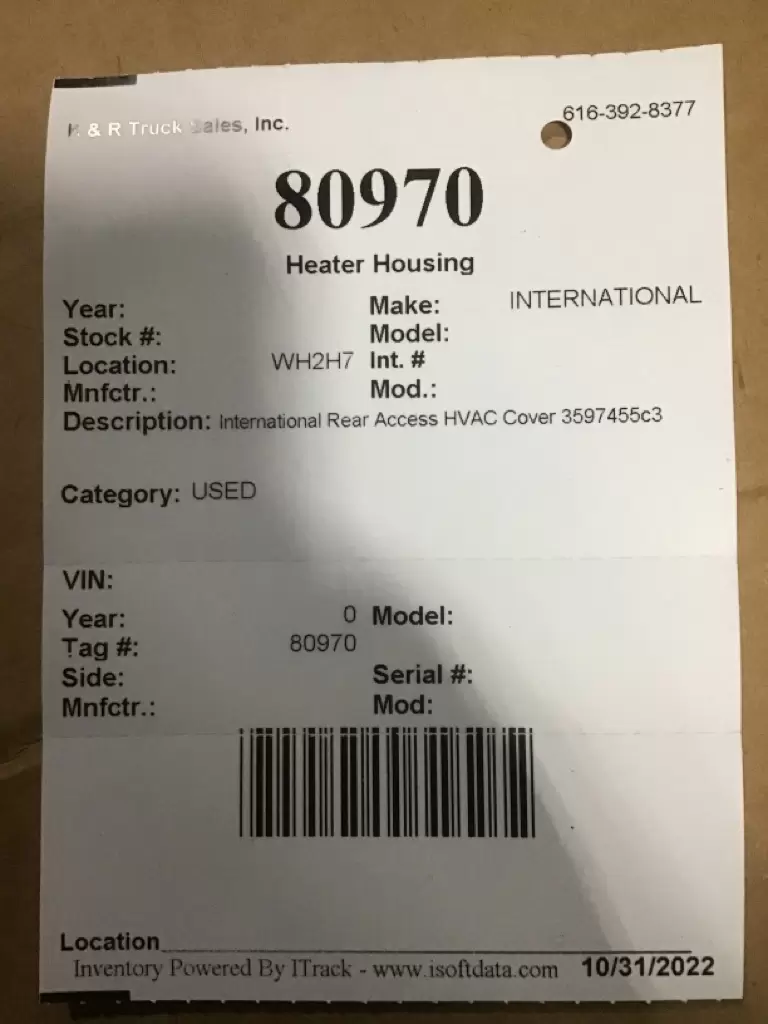 K & R Truck Sales, Inc. 616-392-8377
80970
Heater Housing
Year: Make: INTERNATIONAL
Stock #: Model:
Location: WH2H7 Int. #
Mnfctr.: Mod.:
Description: International Rear Access HVAC Cover 3597455c3
Category: USED
VIN:
Year: 0 Model:
Tag #: 80970
Side: Serial #:
Mnfctr.: Mod:
Location
Inventory Powered By ITrack - www.isoftdata.com 10/31/2022